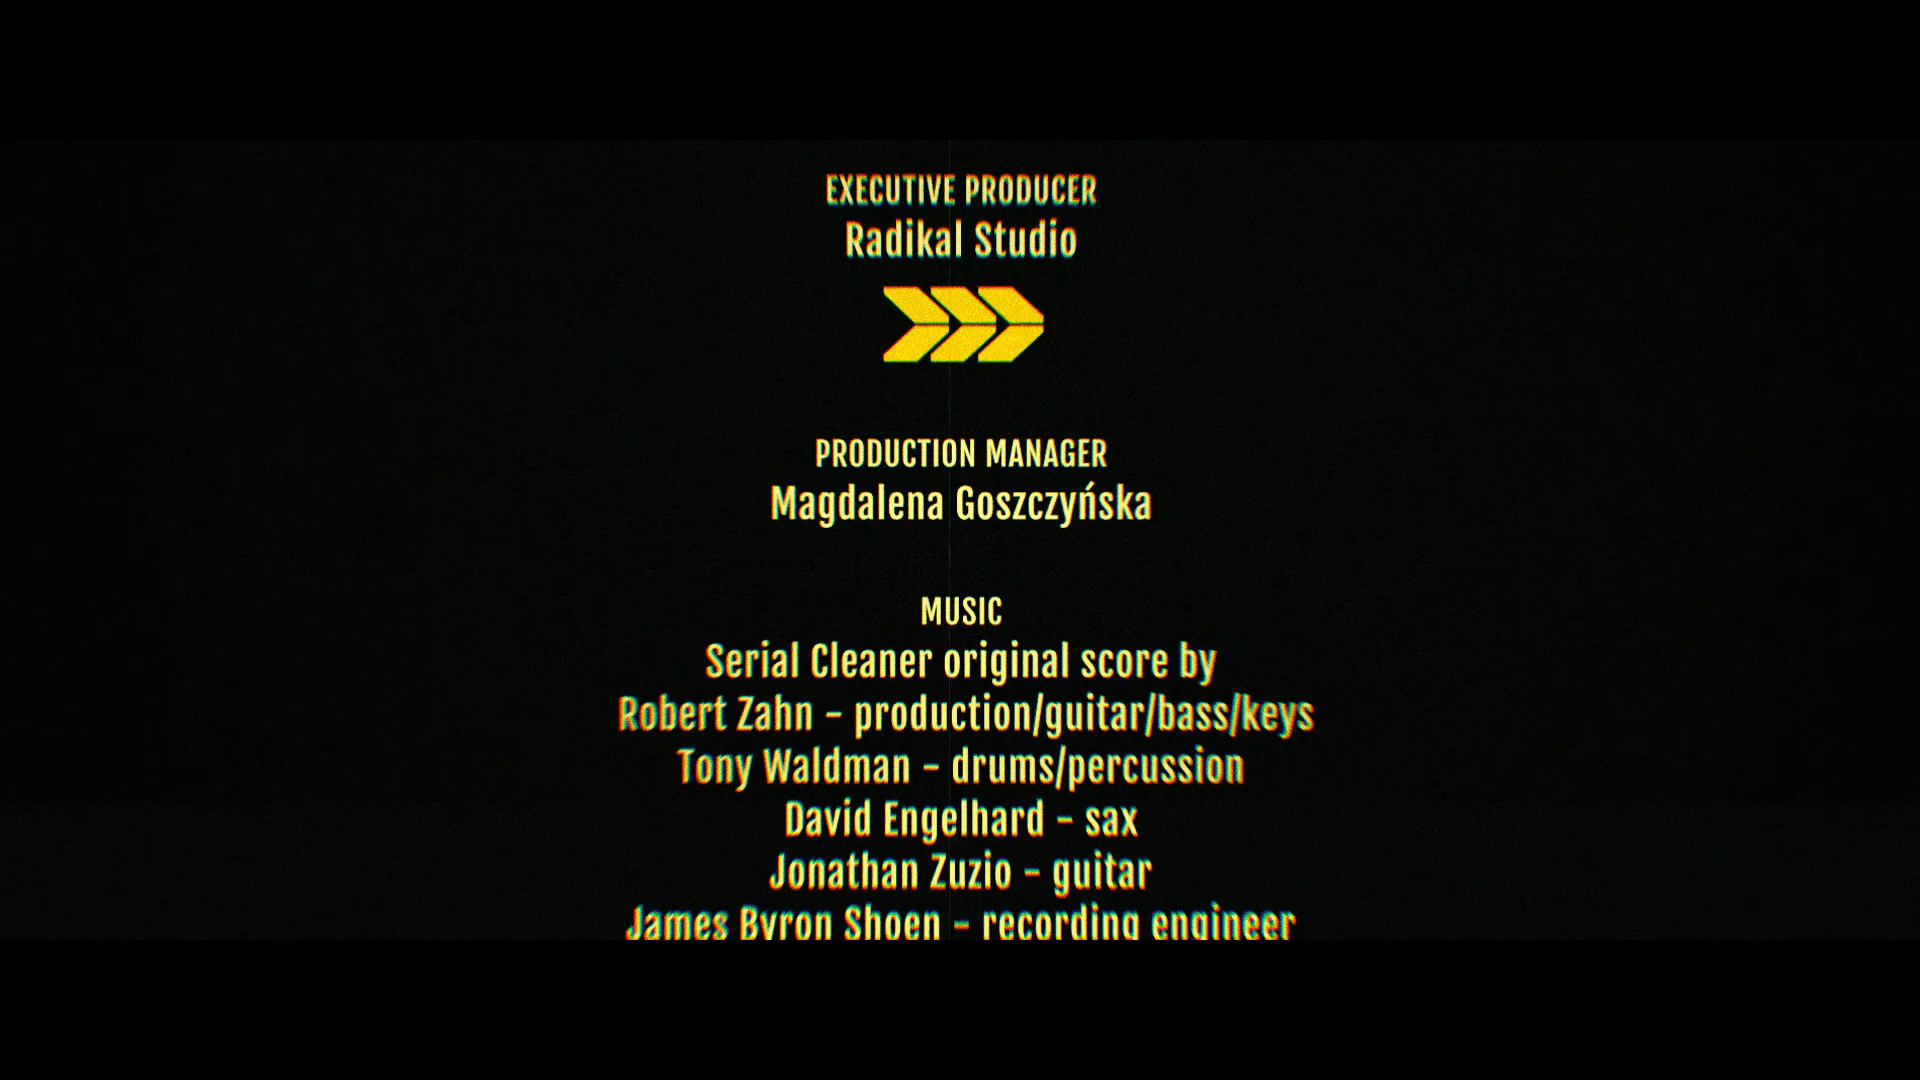 EXECUTIVE PRODUCER
Radikal Studio
PRODUCTION MANAGER
Magdalena Goszczyńska
MUSIC
Serial Cleaner original score by
Robert Zahn - production/guitar/bass/keys
Tony Waldman - drums/percussion
David Engelhard - sax
Jonathan Zuzio - guitar
James Byron Shoen - recording engineer